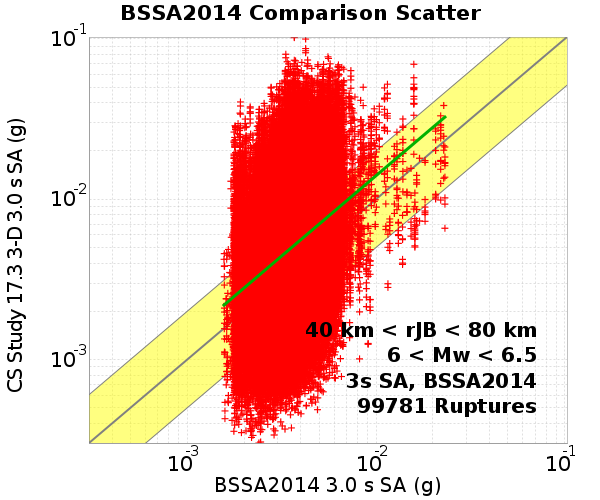 BSSA2014 Comparison Scatter
CS Study 17.3 3-D 3.0 s SA (g)
10-1
10-2
10-3
40 km < rJB < 80 km
6 < Mw < 6.5
3s SA, BSSA2014
99781 Ruptures
10-3
10-2
10-1
BSSA2014 3.0 s SA (g)